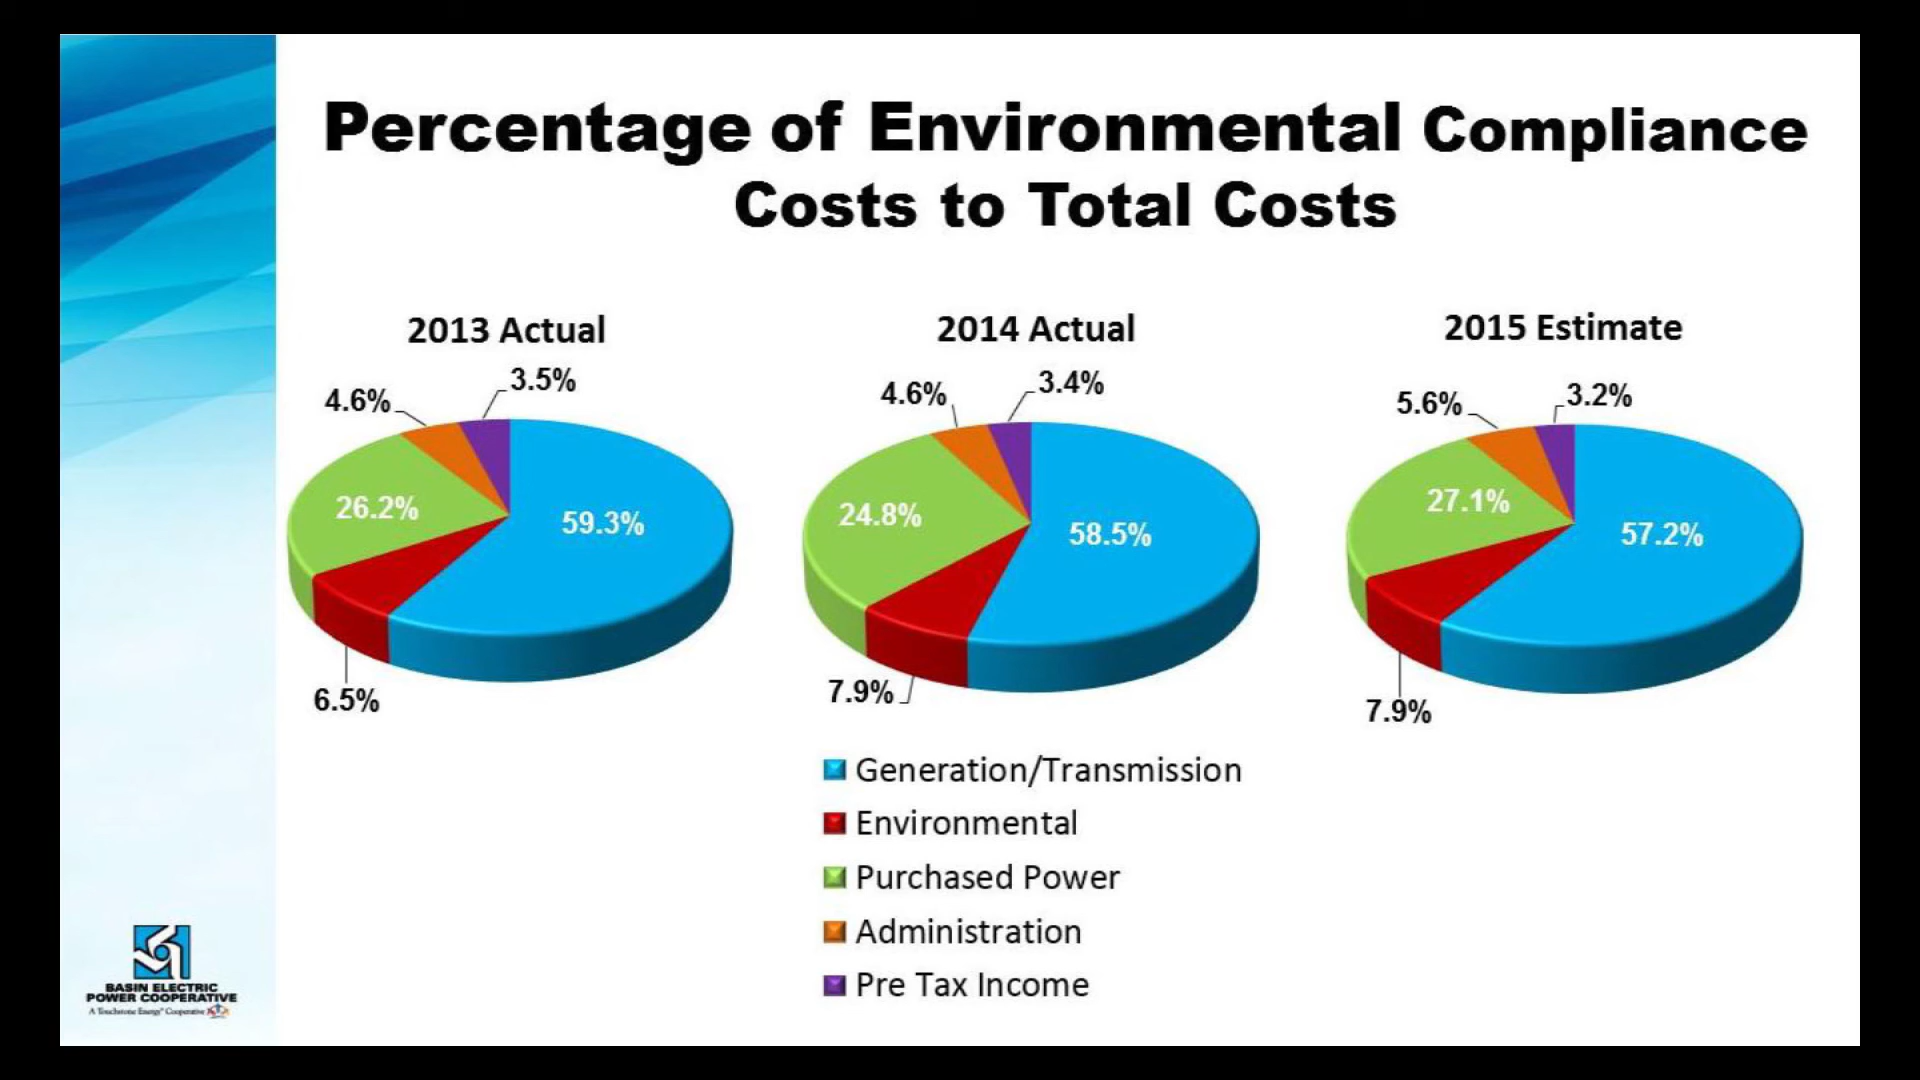 Percentage of Environmental Compliance
Costs to Total Costs
2013 Actual
3.5%
4.6%
26.2%
59.3%
6.5%
2014 Actual
3.4%
4.6%
24.8%
58.5%
7.9%
2015 Estimate
3.2%
5.6%
27.1%
57.2%
7.9%
Generation/Transmission
Environmental
Purchased Power
Administration
Pre Tax Income
BASIN ELECTRIC
POWER COOPERATIVE
A Touchstone Energy® Cooperative